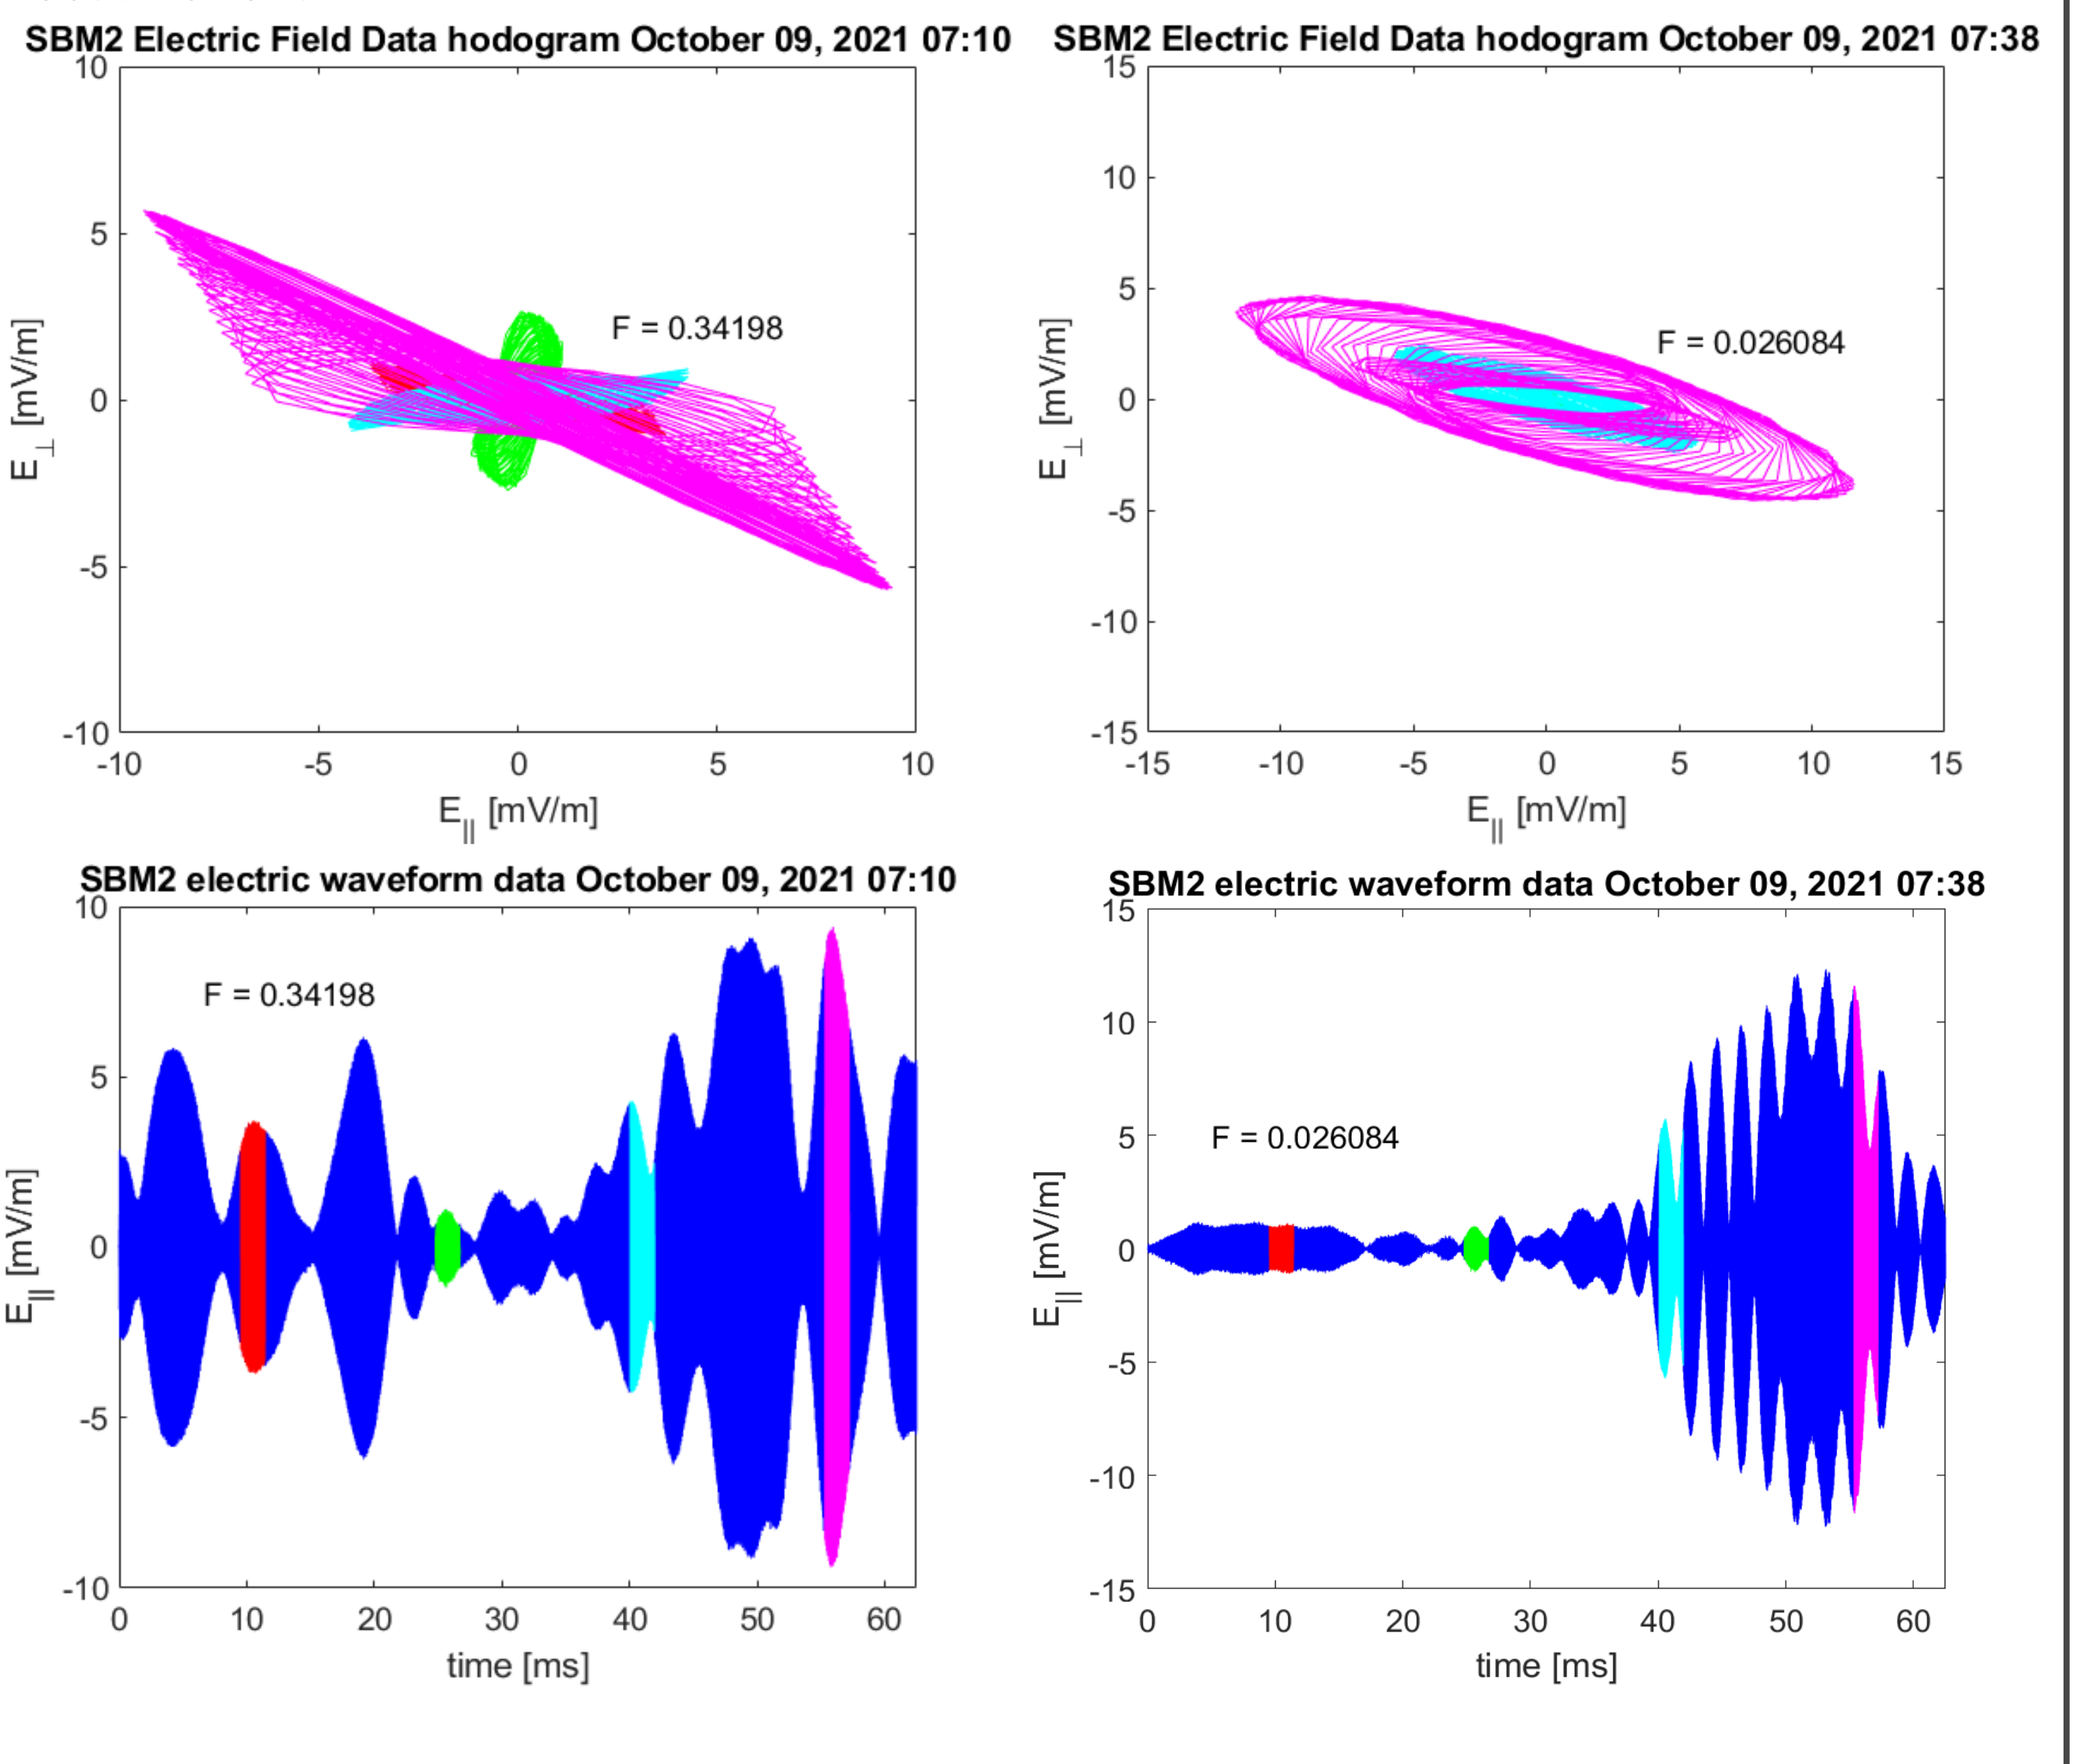 SBM2 Electric Field Data hodogram October 09, 2021 07:10
10
5
0
-5
-10
-10 -5 0 5 10
E⊥ [mV/m]
F = 0.34198
E|| [mV/m]
SBM2 Electric Field Data hodogram October 09, 2021 07:38
15
10
5
0
-5
-10
-15
-15 -10 -5 0 5 10 15
E⊥ [mV/m]
F = 0.026084
E|| [mV/m]
SBM2 electric waveform data October 09, 2021 07:10
10
5
0
-5
-10
0 10 20 30 40 50 60
E|| [mV/m]
F = 0.34198
time [ms]
SBM2 electric waveform data October 09, 2021 07:38
15
10
5
0
-5
-10
-15
0 10 20 30 40 50 60
E|| [mV/m]
F = 0.026084
time [ms]